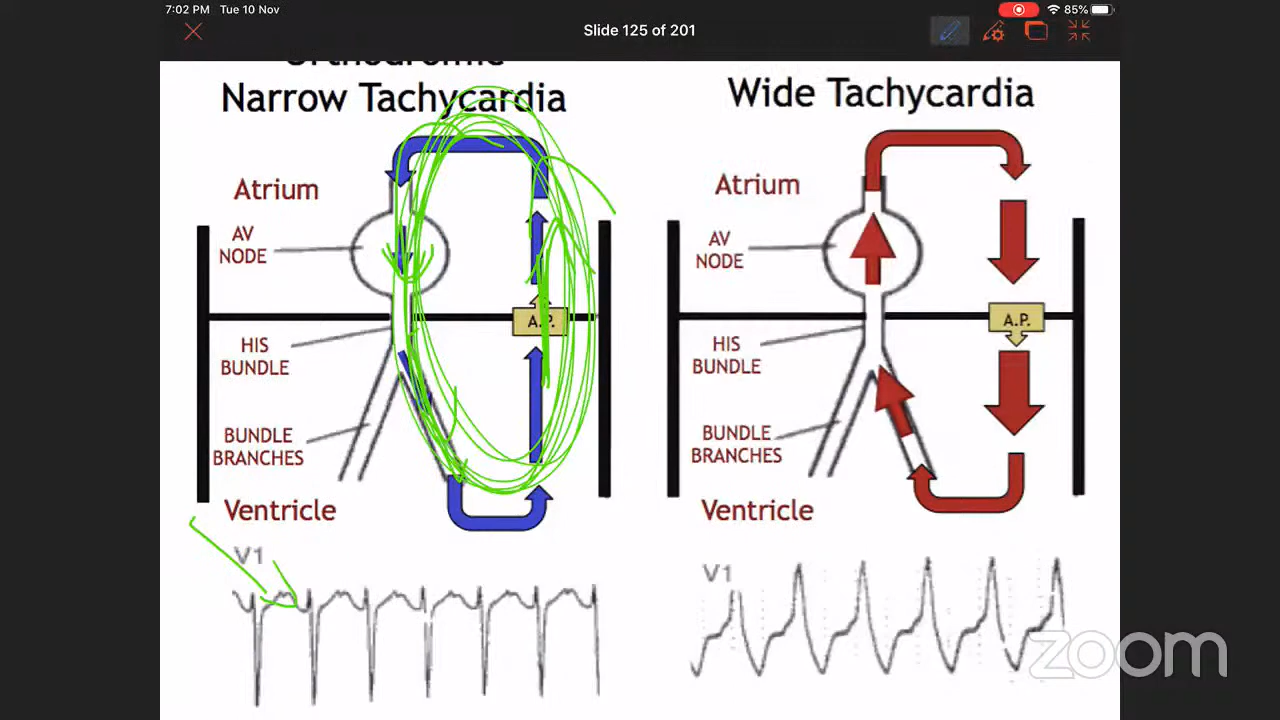 7:02 PM Tue 10 Nov
85%
Slide 125 of 201
Orthodromic
Narrow Tachycardia
Atrium
AV
NODE
A.P.
HIS
BUNDLE
BUNDLE
BRANCHES
Ventricle
V1
Wide Tachycardia
Atrium
AV
NODE
A.P.
HIS
BUNDLE
BUNDLE
BRANCHES
Ventricle
V1
zoom